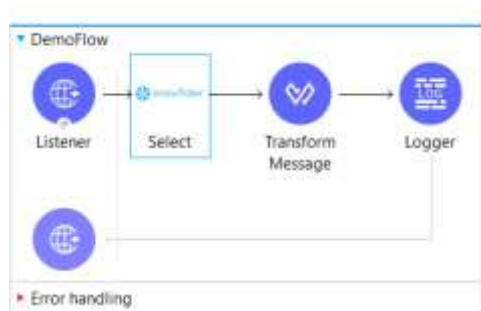 DemoFlow
snowflake
LOG
Listener
Select
Transform
Message
Logger
Error handling